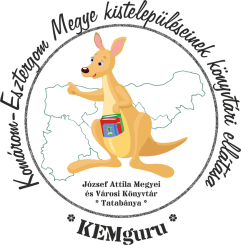 Komárom-Esztergom Megye kistelepüléseinek könyvtári ellátása
József Attila Megyei
és Városi Könyvtár
* Tatabánya *
* KEMguru *